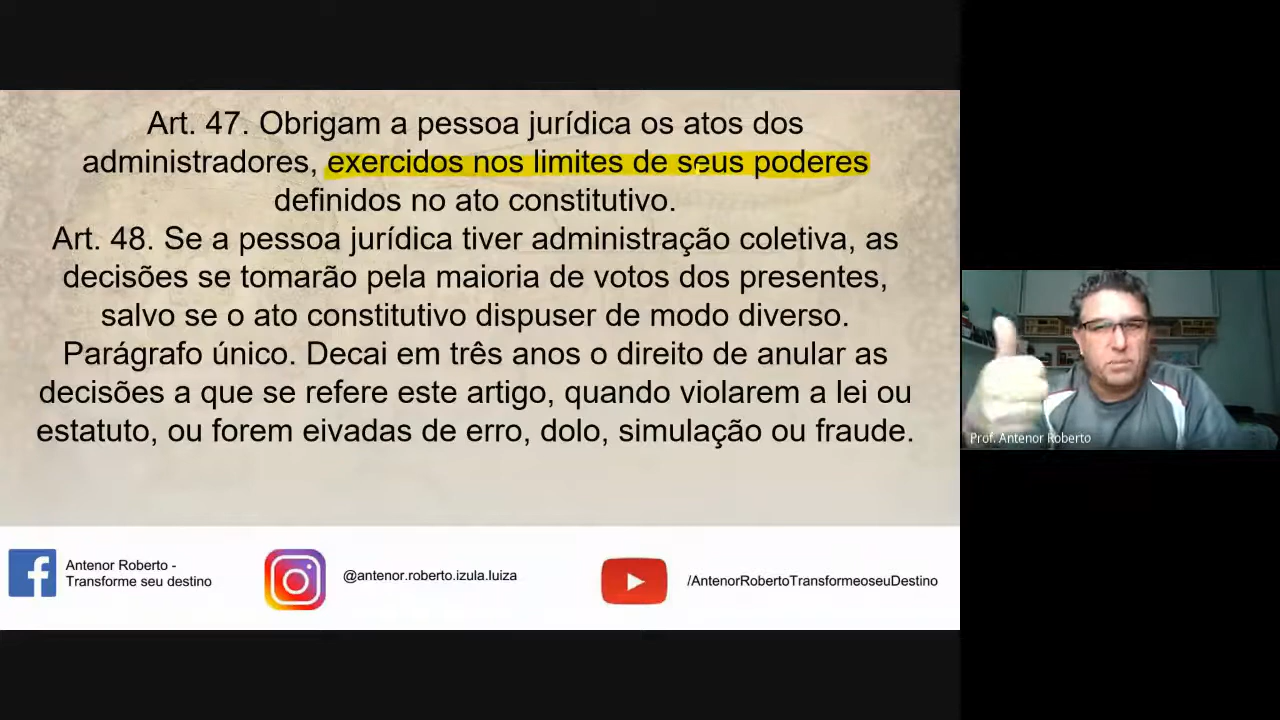 Art. 47. Obrigam a pessoa jurídica os atos dos
administradores, exercidos nos limites de seus poderes
definidos no ato constitutivo.
Art. 48. Se a pessoa jurídica tiver administração coletiva, as
decisões se tomarão pela maioria de votos dos presentes,
salvo se o ato constitutivo dispuser de modo diverso.
Parágrafo único. Decai em três anos o direito de anular as
decisões a que se refere este artigo, quando violarem a lei ou
estatuto, ou forem eivadas de erro, dolo, simulação ou fraude.
Prof. Antenor Roberto
Antenor Roberto -
Transforme seu destino
@antenor.roberto.izula.luiza
/AntenorRobertoTransformeoseuDestino